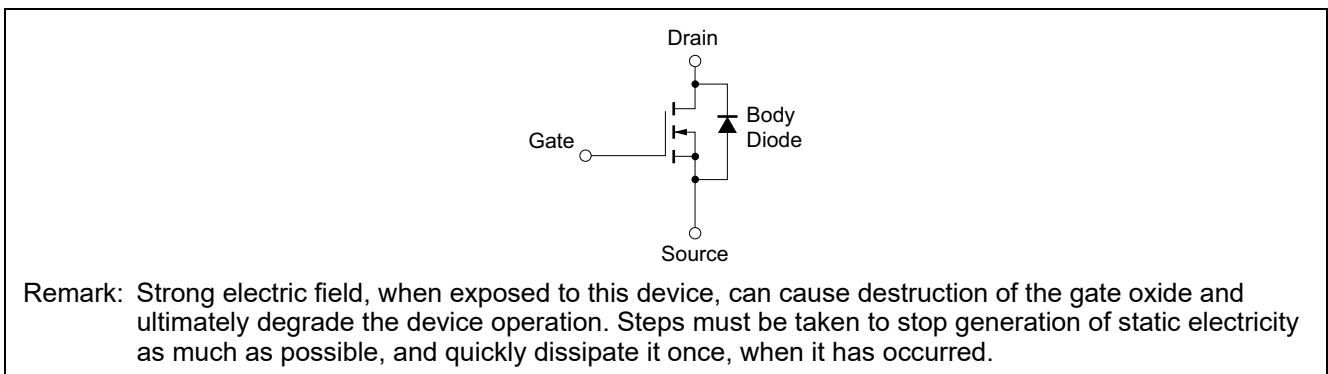 Drain
Body
Diode
Gate
Source
Remark: Strong electric field, when exposed to this device, can cause destruction of the gate oxide and
ultimately degrade the device operation. Steps must be taken to stop generation of static electricity
as much as possible, and quickly dissipate it once, when it has occurred.